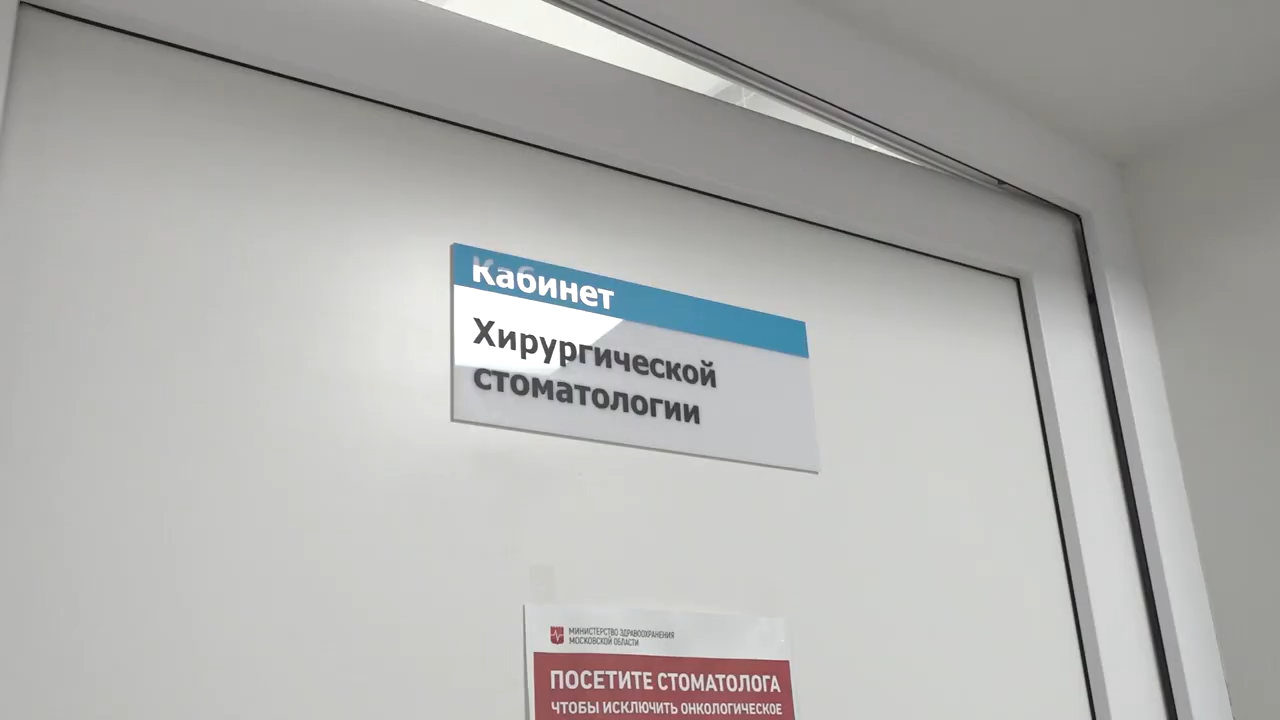 Кабинет
Хирургической
стоматологии
МИНИСТЕРСТВО ЗДРАВООХРАНЕНИЯ
МОСКОВСКОЙ ОБЛАСТИ
ПОСЕТИТЕ СТОМАТОЛОГА
ЧТОБЫ ИСКЛЮЧИТЬ ОНКОЛОГИЧЕСКОЕ